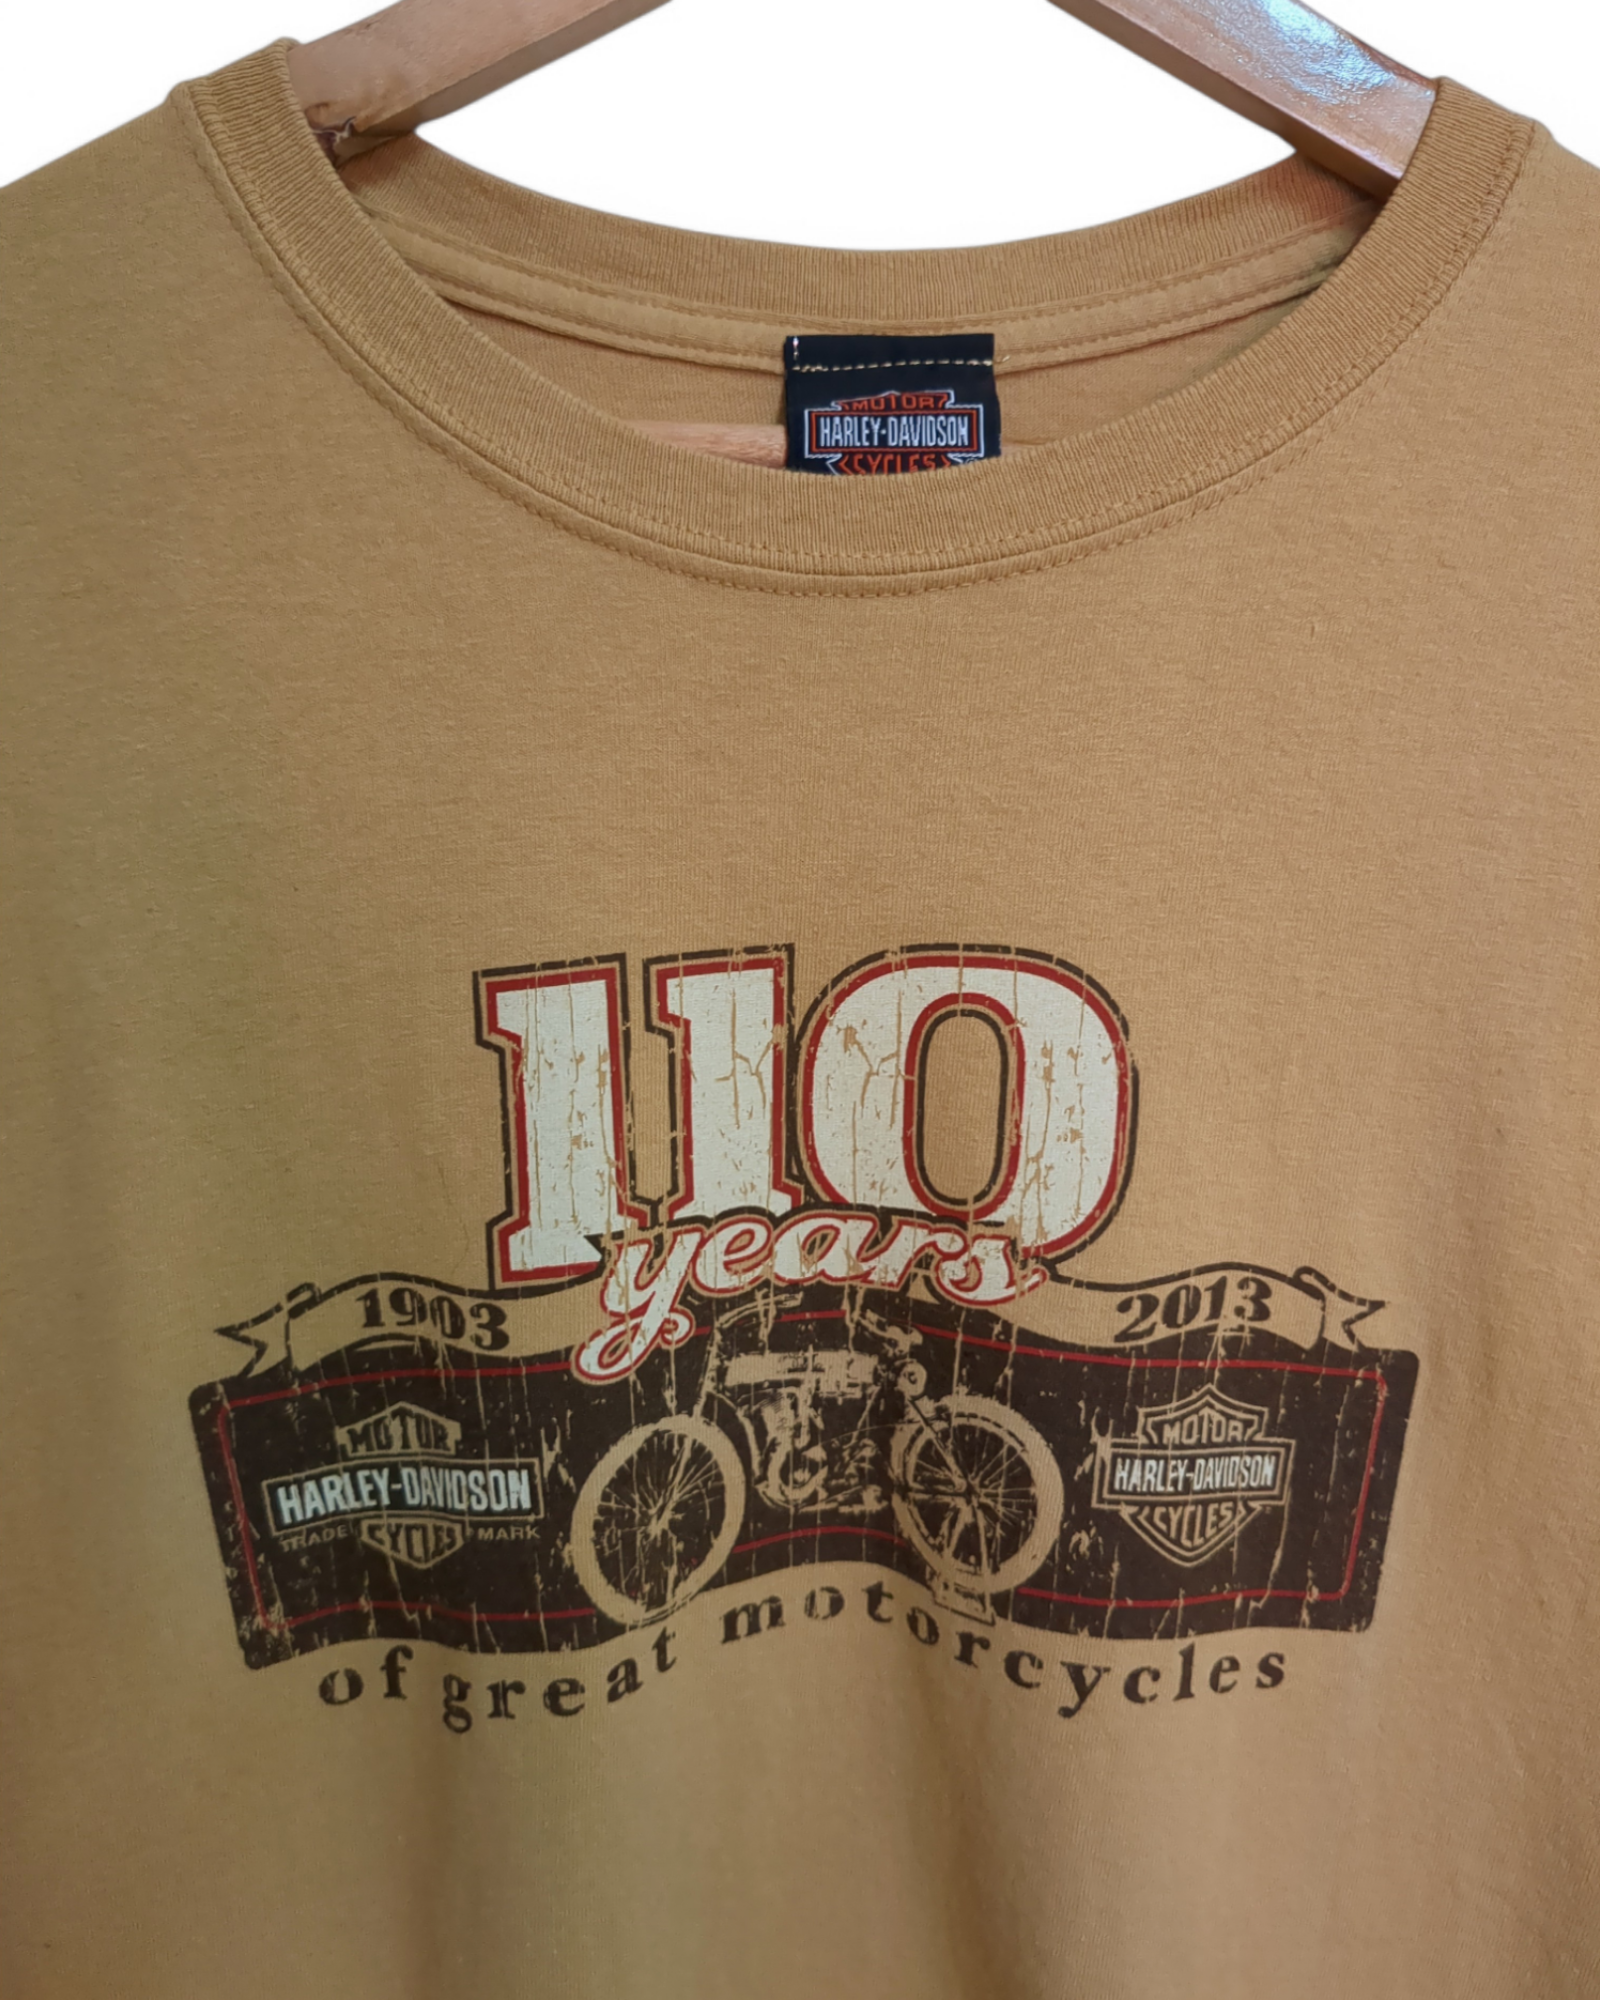 MOTOR
HARLEY-DAVIDSON
CYCLES
110
years
1903
2013
MOTOR
HARLEY-DAVIDSON
TRADE CYCLES MARK
MOTOR
HARLEY-DAVIDSON
CYCLES
of great motorcycles